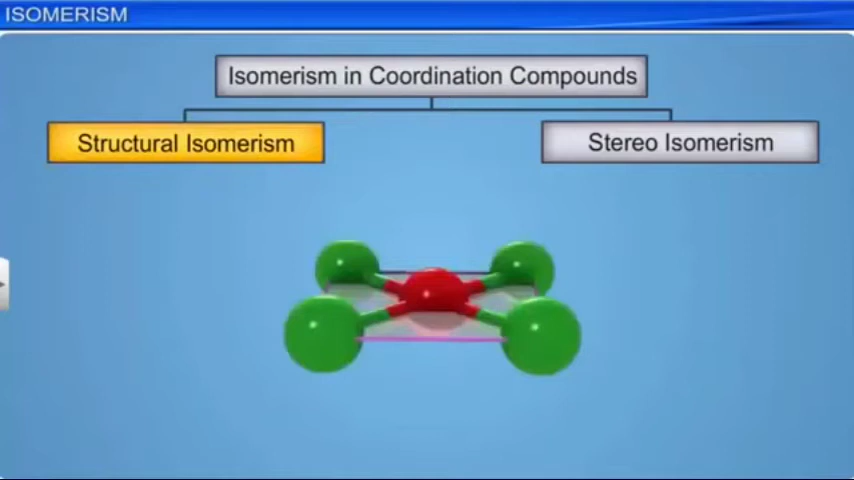 ISOMERISM
Isomerism in Coordination Compounds
Structural Isomerism
Stereo Isomerism